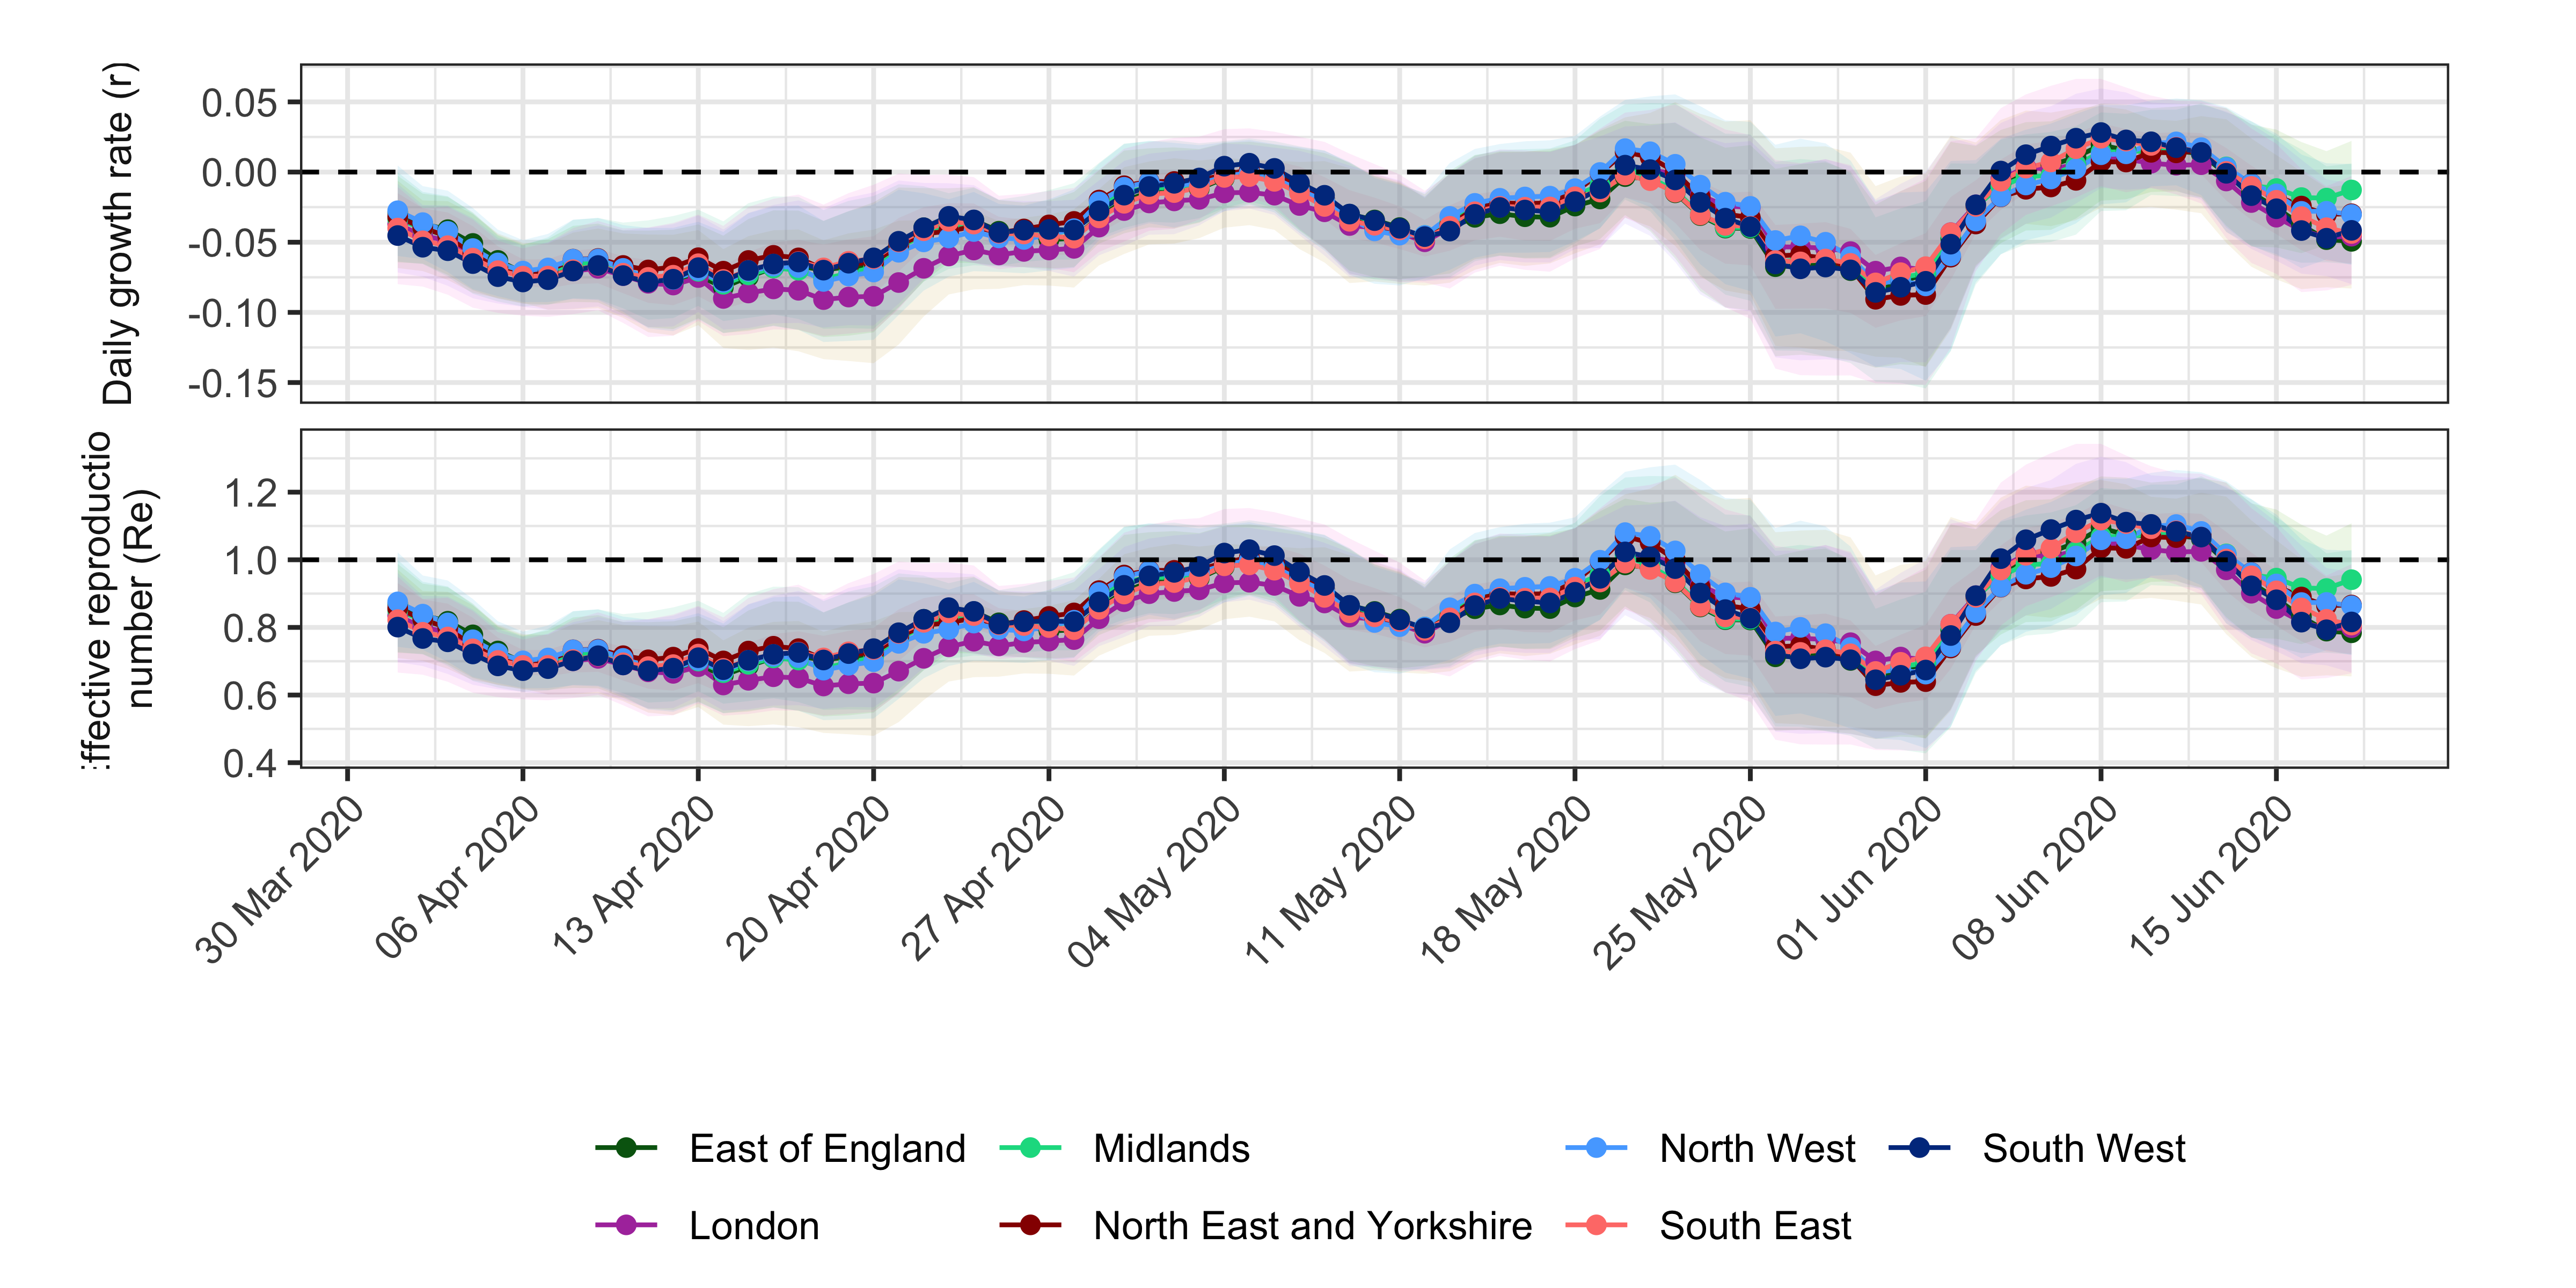 Daily growth rate (r)
0.05
0.00
-0.05
-0.10
-0.15
ffective reproductio
number (Re)
1.2
1.0
0.8
0.6
0.4
30 Mar 2020
06 Apr 2020
13 Apr 2020
20 Apr 2020
27 Apr 2020
04 May 2020
11 May 2020
18 May 2020
25 May 2020
01 Jun 2020
08 Jun 2020
15 Jun 2020
East of England
Midlands
North West
South West
London
North East and Yorkshire
South East